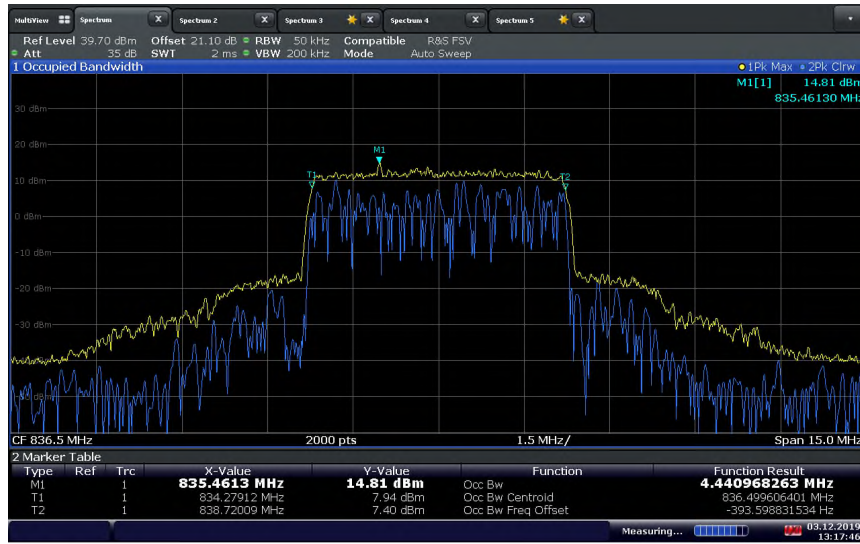 MultiView Spectrum X Spectrum 2 X Spectrum 3 X Spectrum 4 X Spectrum 5 X
Ref Level 39.70 dBm Offset 21.10 dB RBW 50 kHz Compatible R&S FSV
Att 35 dB SWT 2 ms VBW 200 kHz Mode Auto Sweep
1 Occupied Bandwidth 1Pk Max 2Pk Clrw
M1[1] 14.81 dBm
835.46130 MHz
30 dBm
20 dBm
M1
T1 T2
10 dBm
0 dBm
-10 dBm
-20 dBm
-30 dBm
CF 836.5 MHz 2000 pts 1.5 MHz/ Span 15.0 MHz
2 Marker Table
Type Ref Trc X-Value Y-Value Function Function Result
M1 1 835.4613 MHz 14.81 dBm Occ Bw 4.440968263 MHz
T1 1 834.27912 MHz 7.94 dBm Occ Bw Centroid 836.499606401 MHz
T2 1 838.72009 MHz 7.40 dBm Occ Bw Freq Offset -393.598831534 Hz
Measuring... 03.12.2019
13:17:46